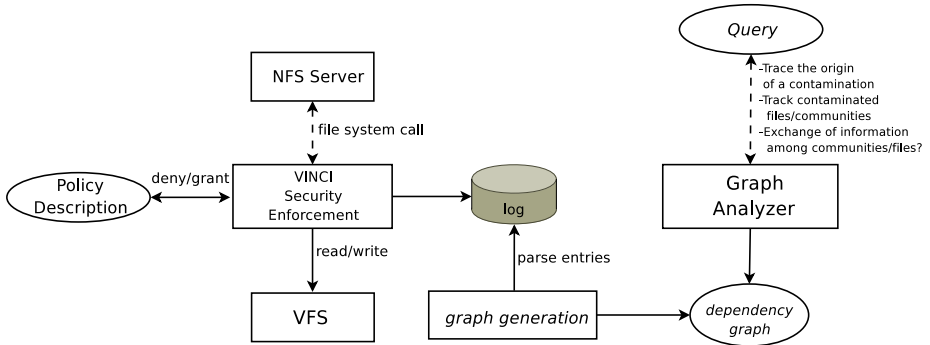 Query
NFS Server
-Trace the origin
of a contamination
-Track contaminated
files/communities
-Exchange of information
among communities/files?
file system call
Policy
Description
deny/grant
VINCI
Security
Enforcement
log
Graph
Analyzer
read/write
parse entries
VFS
graph generation
dependency
graph